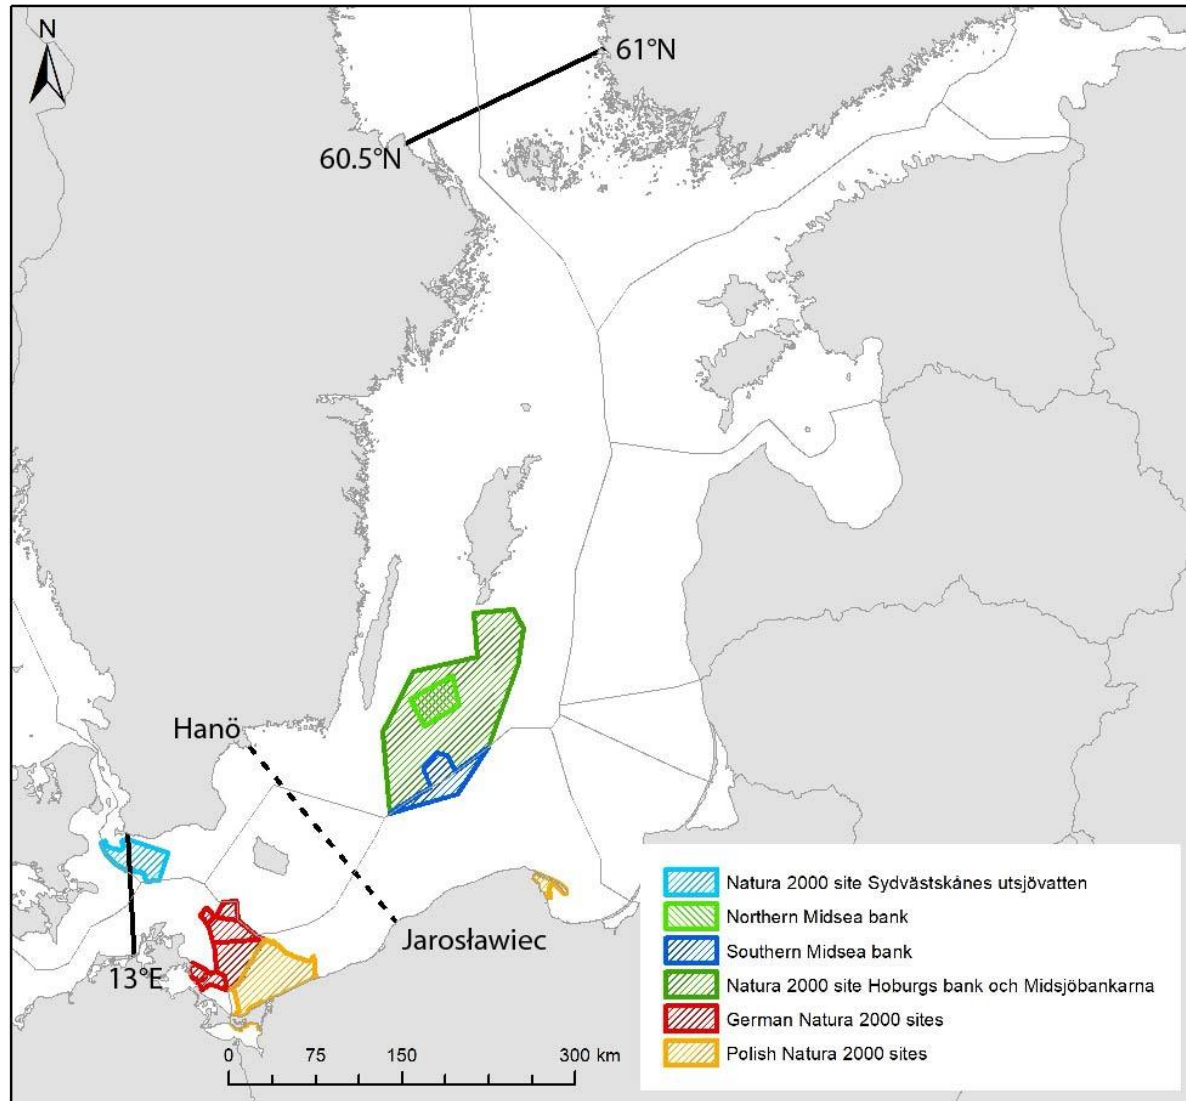 N
61°N
60.5°N
Hanö
Jarosławiec
13°E
0 75 150 300 km
Natura 2000 site Sydvästskånes utsjövatten
Northern Midsea bank
Southern Midsea bank
Natura 2000 site Hoburgs bank och Midsjöbankarna
German Natura 2000 sites
Polish Natura 2000 sites